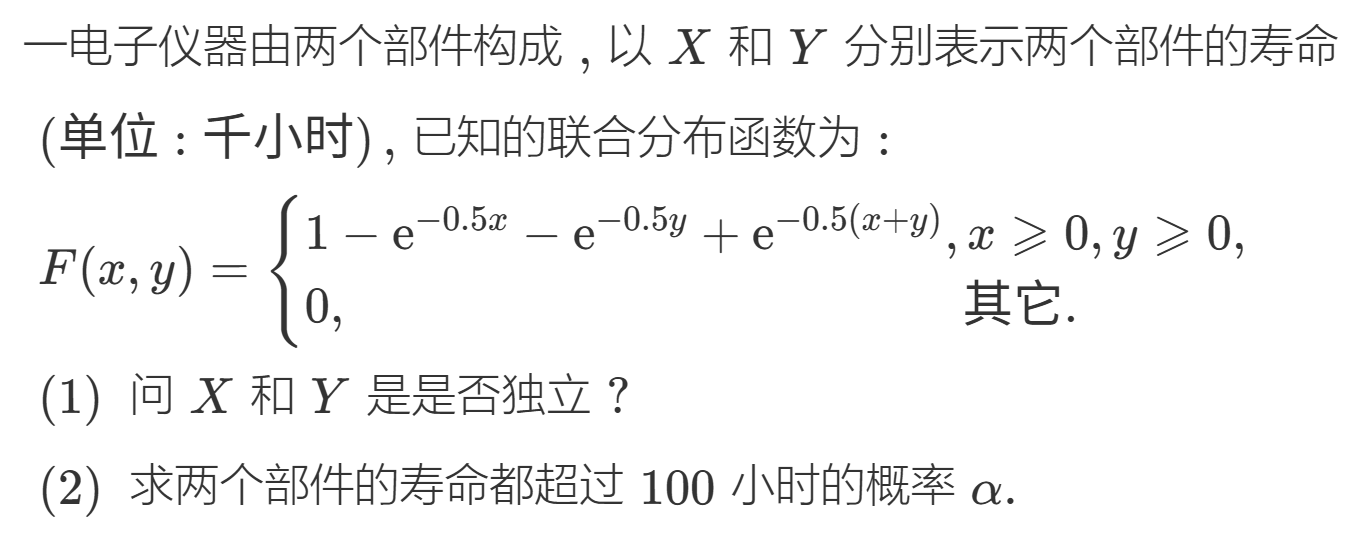 一电子仪器由两个部件构成，以 X 和 Y 分别表示两个部件的寿命
(单位：千小时)，已知的联合分布函数为：
F(x, y) = { 1 − e^{−0.5x} − e^{−0.5y} + e^{−0.5(x+y)}, x ⩾ 0, y ⩾ 0,
0, 其它.
(1) 问 X 和 Y 是是否独立？
(2) 求两个部件的寿命都超过 100 小时的概率 α.